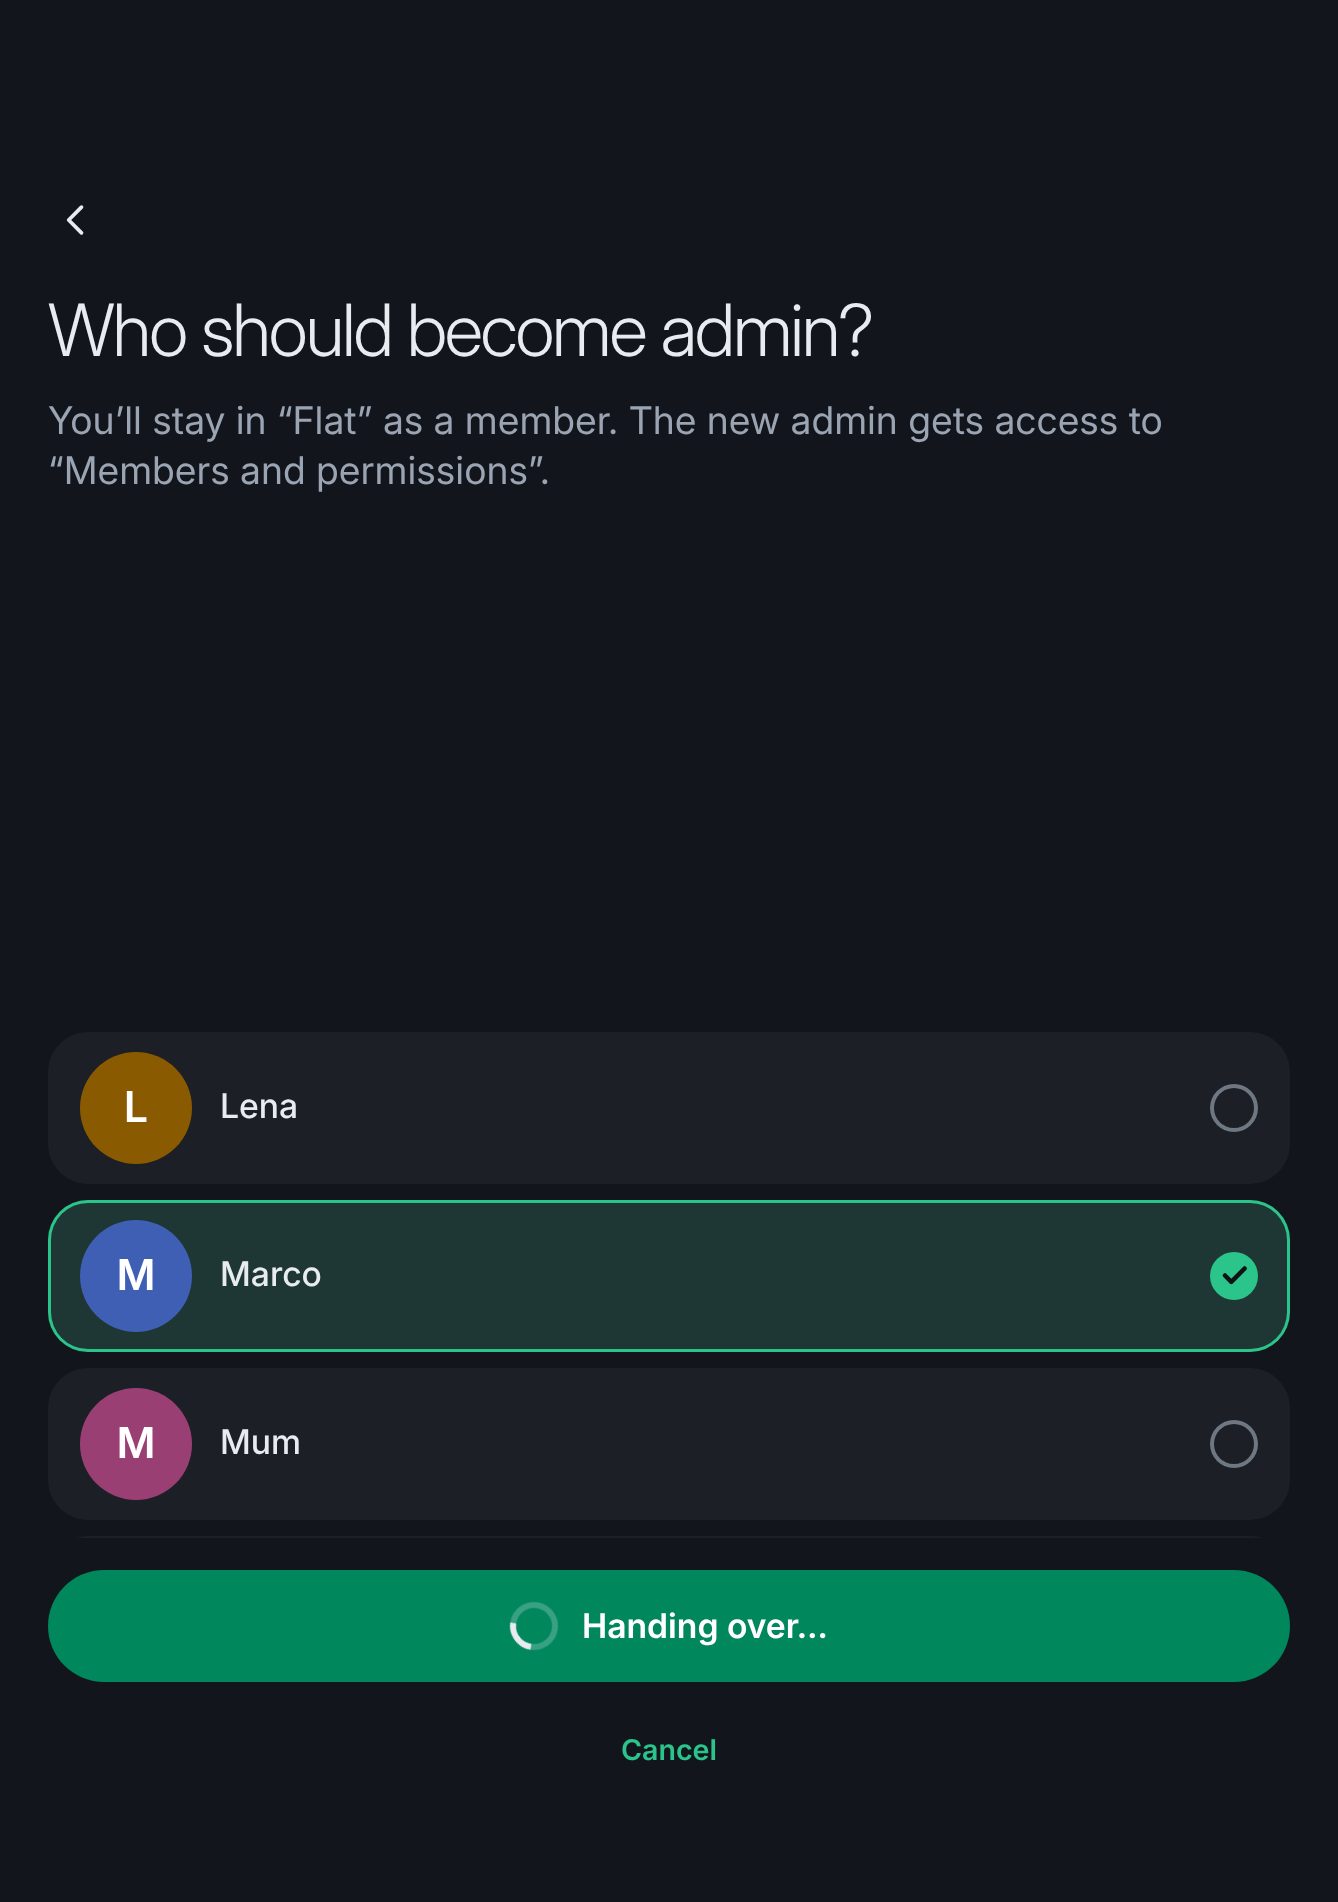 Who should become admin?
You’ll stay in “Flat” as a member. The new admin gets access to
“Members and permissions”.
L
Lena
M
Marco
M
Mum
Handing over...
Cancel